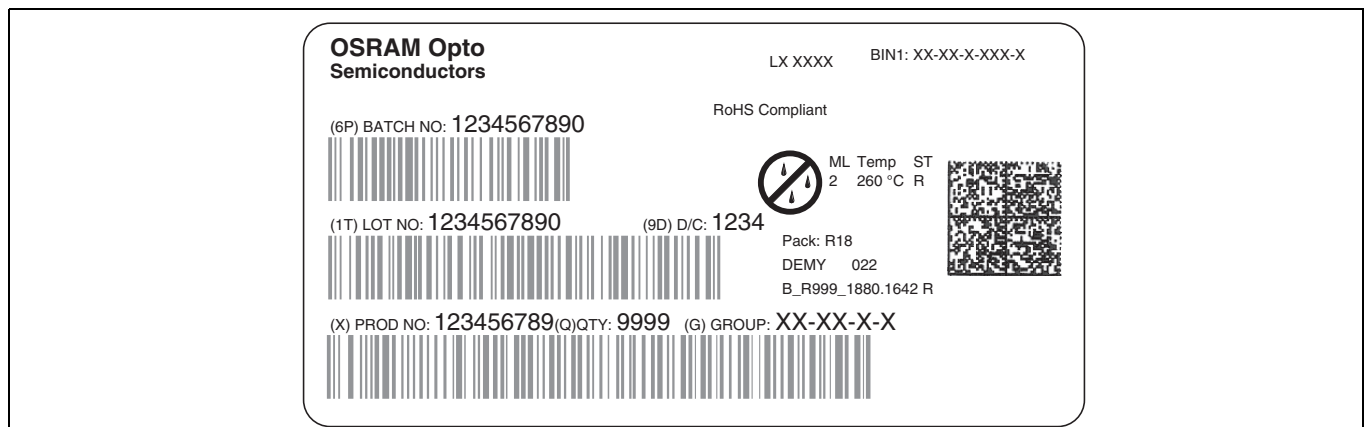 OSRAM Opto
Semiconductors
LX XXXX
BIN1: XX-XX-X-XXX-X
RoHS Compliant
(6P) BATCH NO: 1234567890
ML Temp ST
2 260 °C R
(1T) LOT NO: 1234567890 (9D) D/C: 1234
Pack: R18
DEMY 022
B_R999_1880.1642 R
(X) PROD NO: 123456789(Q)QTY: 9999 (G) GROUP: XX-XX-X-X